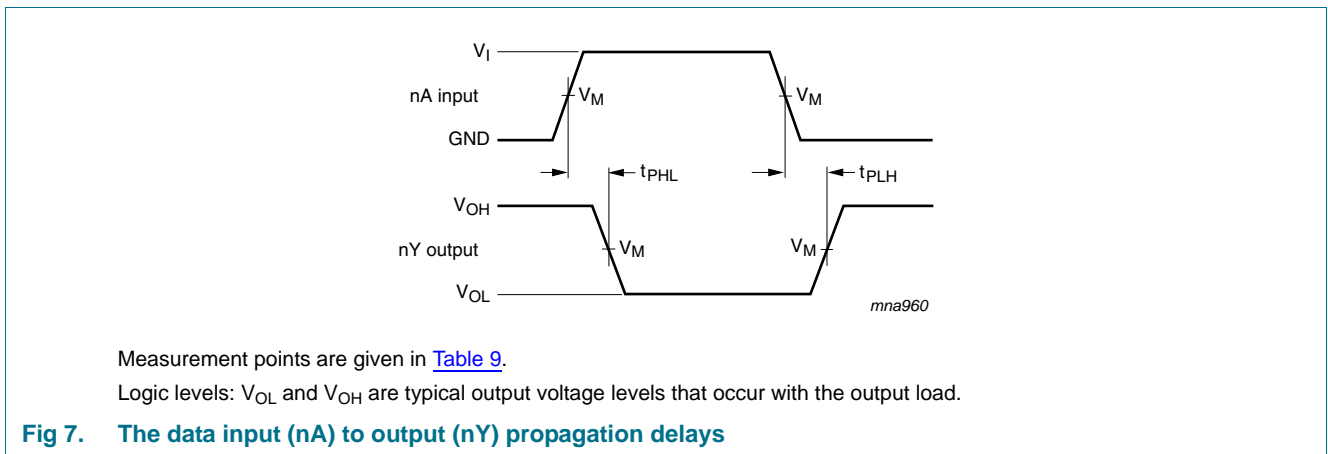 V_I
nA input
V_M
V_M
GND
t_PHL
t_PLH
V_OH
nY output
V_M
V_M
V_OL
mna960
Measurement points are given in Table 9.
Logic levels: V_OL and V_OH are typical output voltage levels that occur with the output load.
Fig 7. The data input (nA) to output (nY) propagation delays